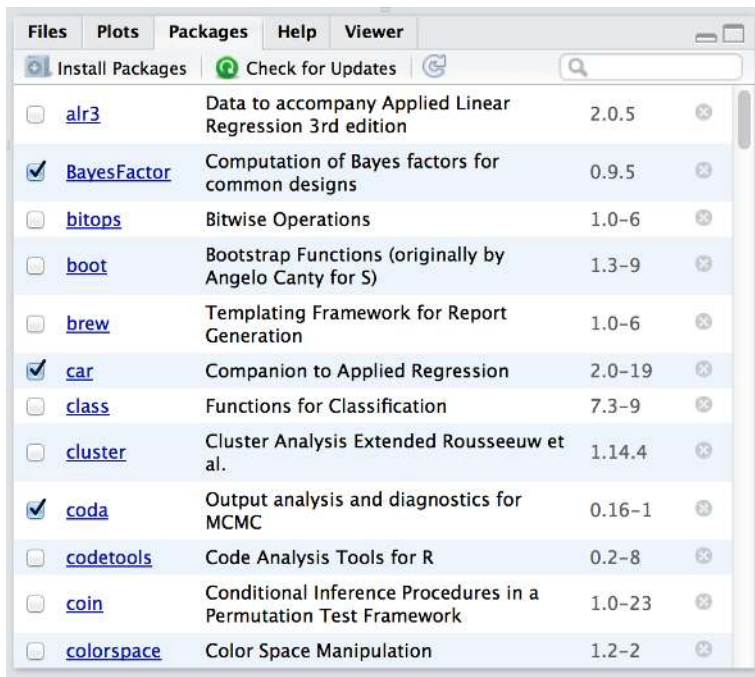 Files Plots Packages Help Viewer
Install Packages Check for Updates
alr3 Data to accompany Applied Linear 2.0.5
Regression 3rd edition
BayesFactor Computation of Bayes factors for 0.9.5
common designs
bitops Bitwise Operations 1.0-6
boot Bootstrap Functions (originally by 1.3-9
Angelo Canty for S)
brew Templating Framework for Report 1.0-6
Generation
car Companion to Applied Regression 2.0-19
class Functions for Classification 7.3-9
cluster Cluster Analysis Extended Rousseeuw et 1.14.4
al.
coda Output analysis and diagnostics for 0.16-1
MCMC
codetools Code Analysis Tools for R 0.2-8
coin Conditional Inference Procedures in a 1.0-23
Permutation Test Framework
colorspace Color Space Manipulation 1.2-2